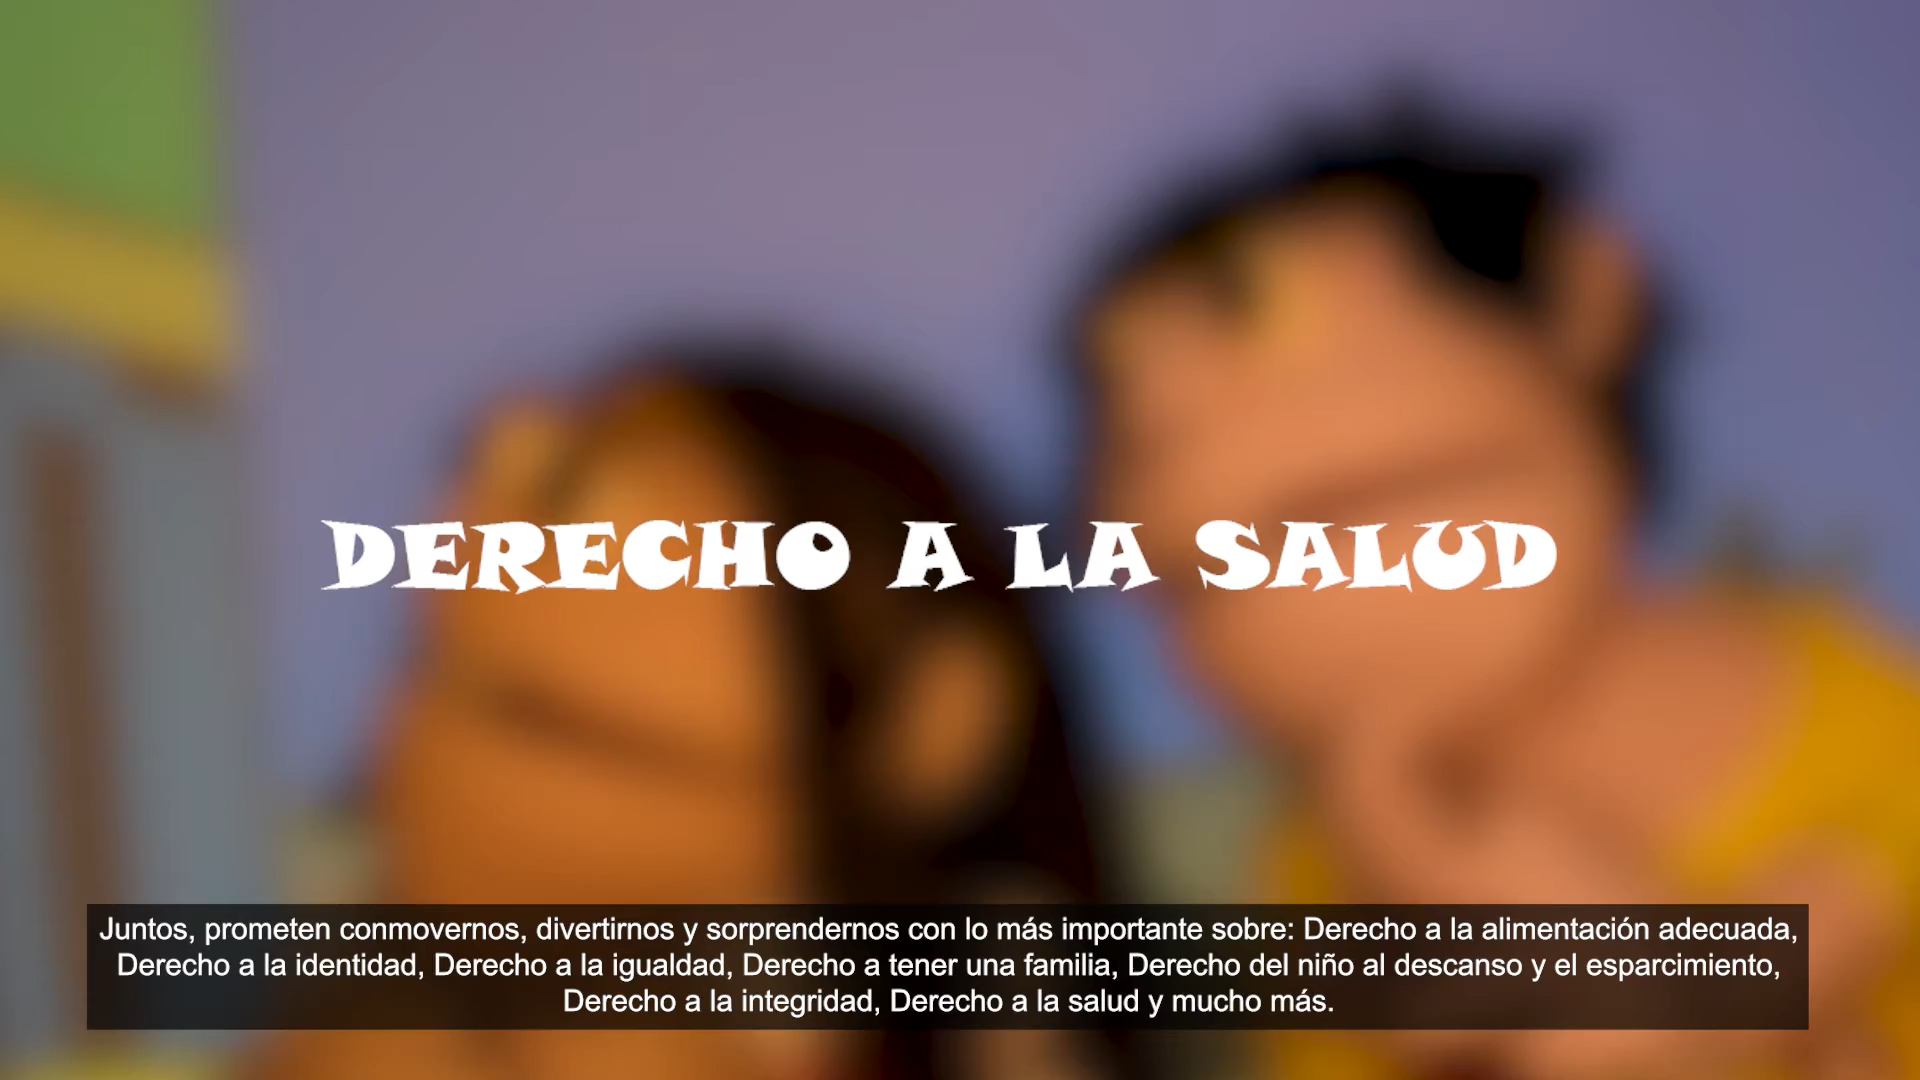 DERECHO A LA SALUD
Juntos, prometen conmovernos, divertirnos y sorprendernos con lo más importante sobre: Derecho a la alimentación adecuada,
Derecho a la identidad, Derecho a la igualdad, Derecho a tener una familia, Derecho del niño al descanso y el esparcimiento,
Derecho a la integridad, Derecho a la salud y mucho más.